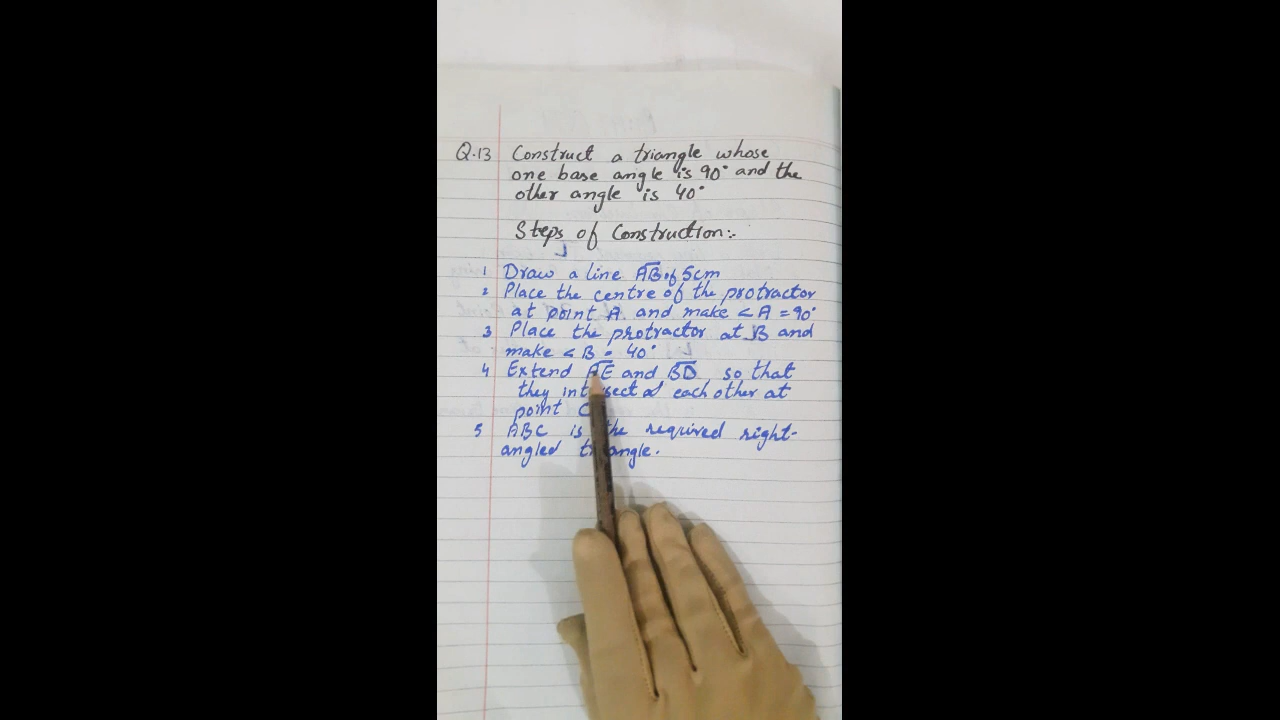 Q.13 Construct a triangle whose
one base angle is 90° and the
other angle is 40°
Steps of Construction:-
1 Draw a line AB of 5cm
2 Place the centre of the protractor
at point A. and make < A = 90°
3 Place the protractor at B and
make < B = 40°
4 Extend AE and BD so that
they each other at
point C
5 ABC is the required right-
angled